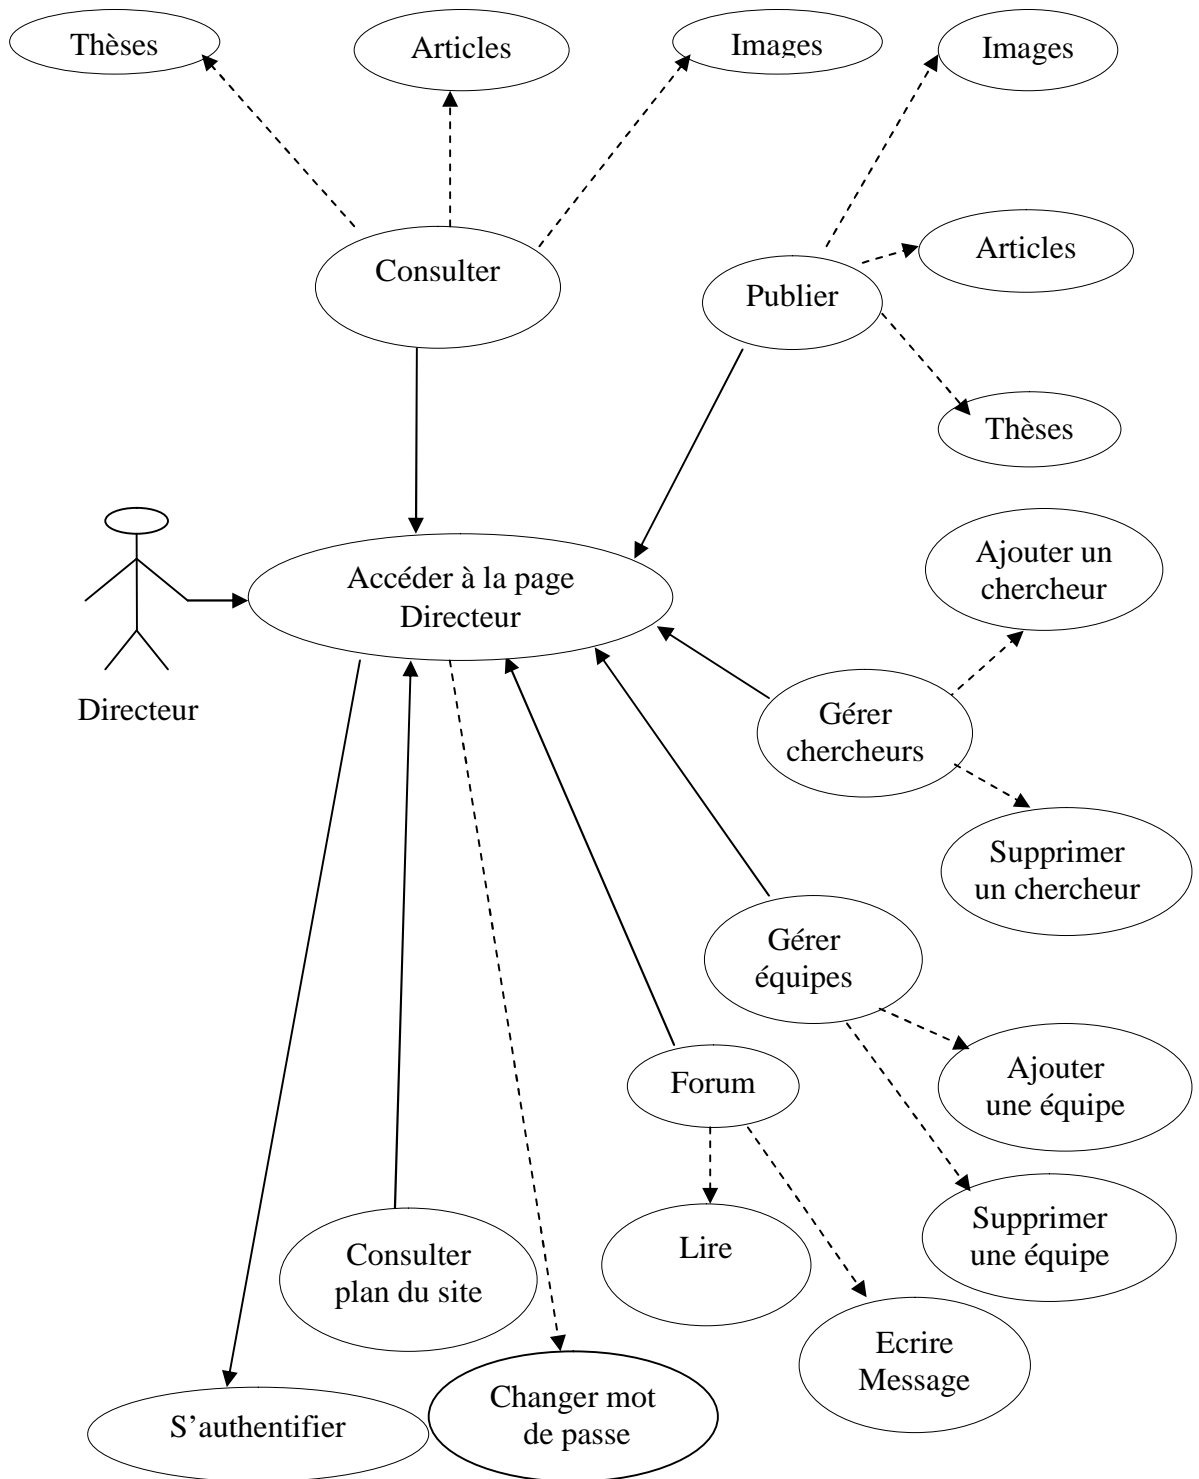 Thèses
Articles
Images
Images
Consulter
Articles
Publier
Thèses
Accéder à la page
Directeur
Ajouter un
chercheur
Directeur
Gérer
chercheurs
Supprimer
un chercheur
Gérer
équipes
Forum
Ajouter
une équipe
Lire
Supprimer
une équipe
Consulter
plan du site
Ecrire
Message
Changer mot
de passe
S’authentifier